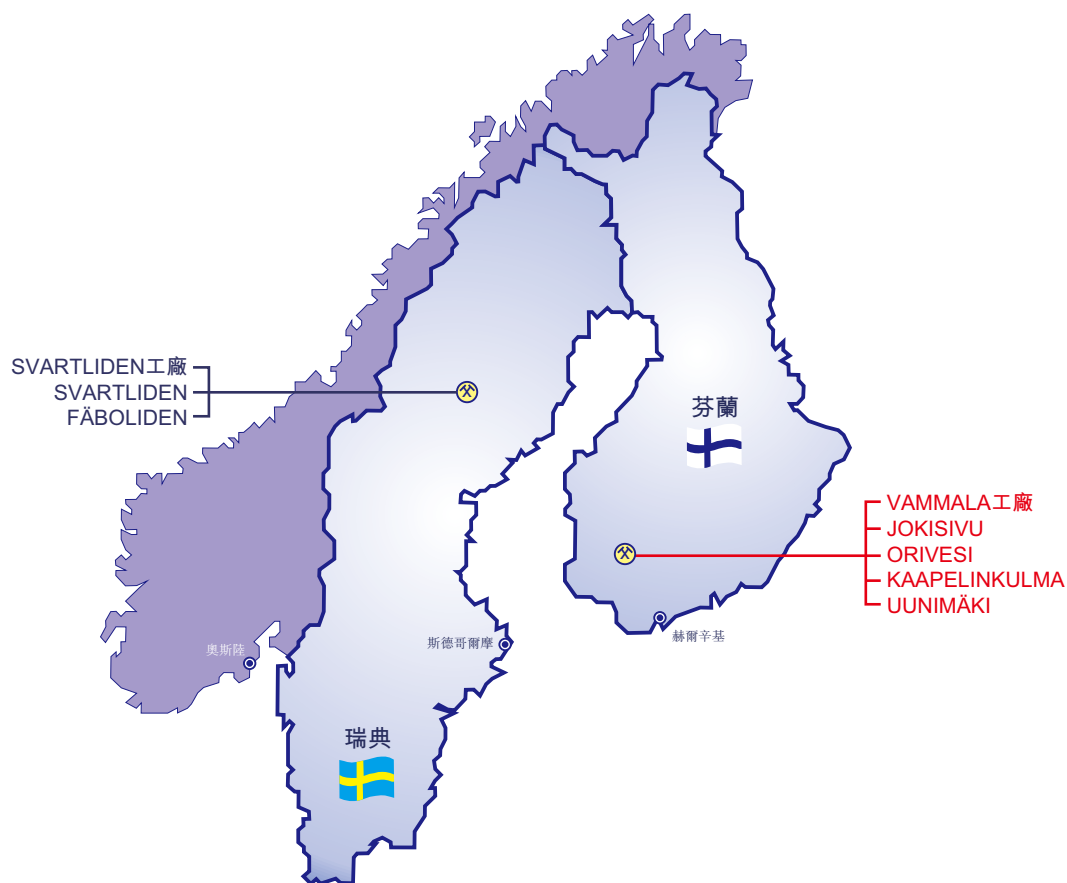 SVARTLIDEN工廠
SVARTLIDEN
FÄBOLIDEN
芬蘭
VAMMALA工廠
JOKISIVU
ORIVESI
KAAPELINKULMA
UUNIMÄKI
奧斯陸
斯德哥爾摩
赫爾辛基
瑞典